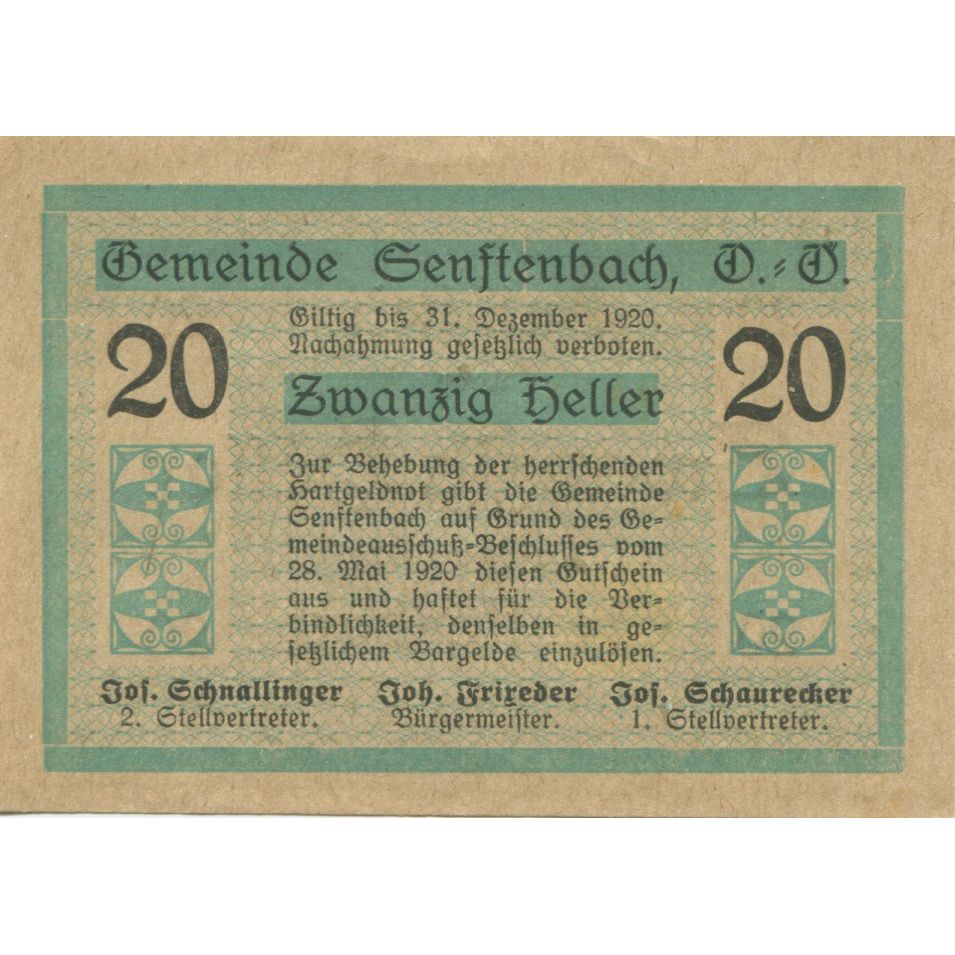 Gemeinde Senftenbach, O.=Ö.
Giltig bis 31. Dezember 1920.
Nachahmung gesetzlich verboten.
20 Zwanzig Heller 20
Zur Behebung der herrschenden
Hartgeldnot gibt die Gemeinde
Senftenbach auf Grund des Ge=
meindeausschuß=Beschlusses vom
28. Mai 1920 diesen Gutschein
aus und haftet für die Ver=
bindlichkeit, denselben in ge=
setzlichem Bargelde einzulösen.
Jos. Schnallinger Joh. Frixeder Jos. Schaurecker
2. Stellvertreter. Bürgermeister. 1. Stellvertreter.